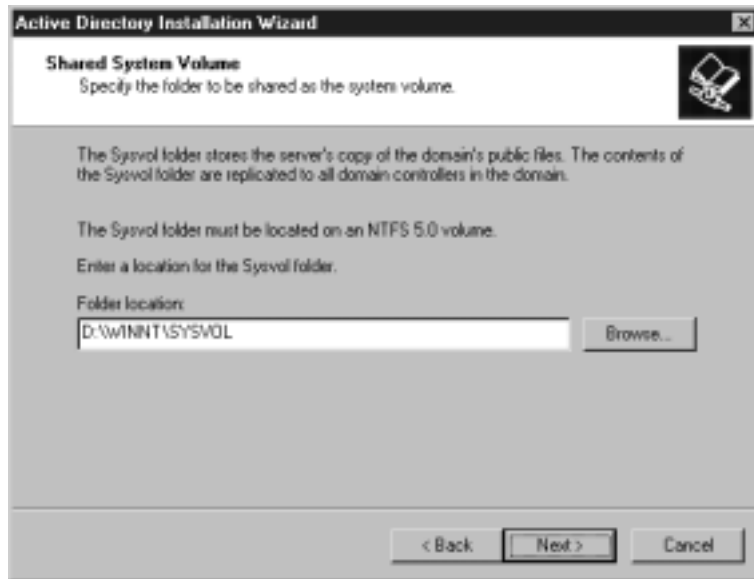 Active Directory Installation Wizard
Shared System Volume
Specify the folder to be shared as the system volume.
The Sysvol folder stores the server's copy of the domain's public files. The contents of
the Sysvol folder are replicated to all domain controllers in the domain.
The Sysvol folder must be located on an NTFS 5.0 volume.
Enter a location for the Sysvol folder.
Folder location:
D:\WINNT\SYSVOL
Browse...
< Back
Next >
Cancel